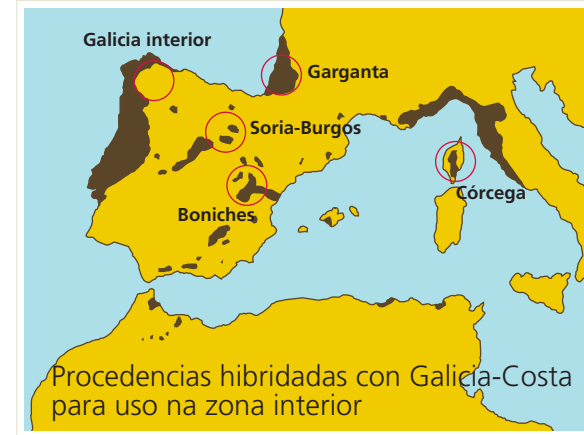 Galicia interior
Garganta
Soria-Burgos
Boniches
Córcega
Procedencias hibridadas con Galicia-Costa
para uso na zona interior